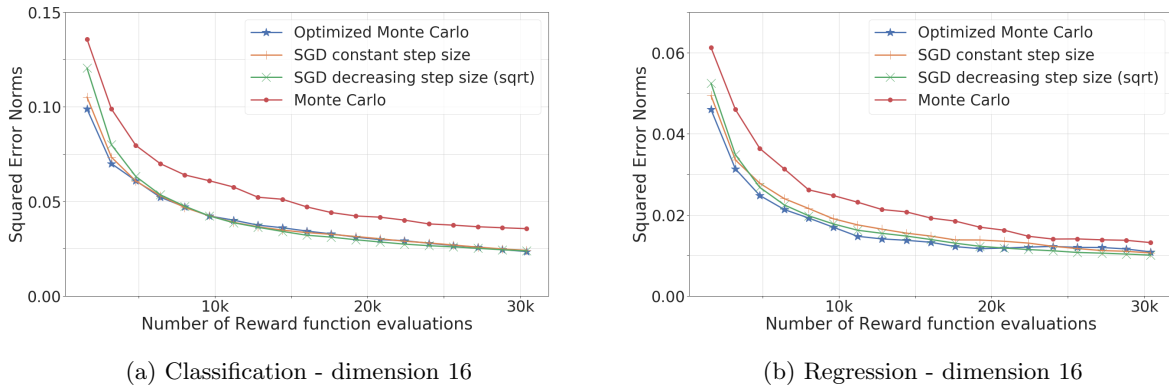 0.15
0.10
0.05
0.00
Squared Error Norms
10k
20k
30k
Number of Reward function evaluations
Optimized Monte Carlo
SGD constant step size
SGD decreasing step size (sqrt)
Monte Carlo
(a) Classification - dimension 16
0.06
0.04
0.02
0.00
Squared Error Norms
10k
20k
30k
Number of Reward function evaluations
Optimized Monte Carlo
SGD constant step size
SGD decreasing step size (sqrt)
Monte Carlo
(b) Regression - dimension 16